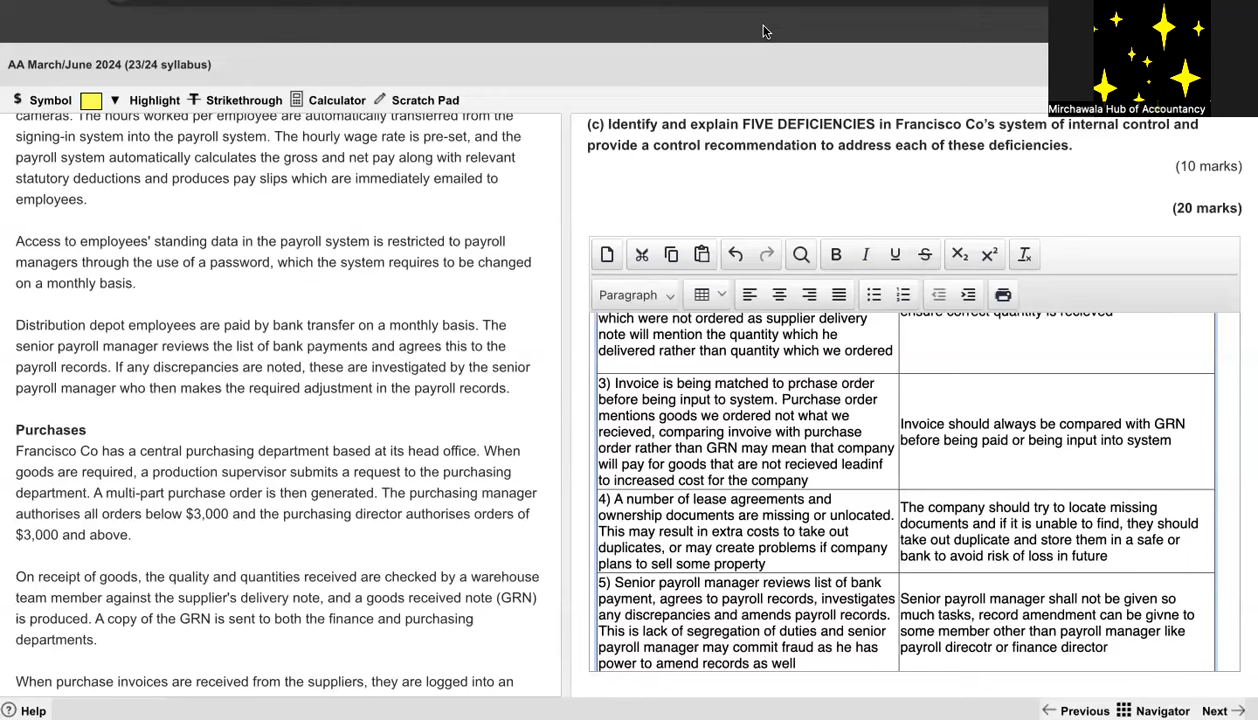 AA March/June 2024 (23/24 syllabus)
Mirchawala Hub of Accountancy
$ Symbol Highlight Strikethrough Calculator Scratch Pad
cameras. The hours worked per employee are automatically transferred from the
signing-in system into the payroll system. The hourly wage rate is pre-set, and the
payroll system automatically calculates the gross and net pay along with relevant
statutory deductions and produces pay slips which are immediately emailed to
employees.
Access to employees' standing data in the payroll system is restricted to payroll
managers through the use of a password, which the system requires to be changed
on a monthly basis.
Distribution depot employees are paid by bank transfer on a monthly basis. The
senior payroll manager reviews the list of bank payments and agrees this to the
payroll records. If any discrepancies are noted, these are investigated by the senior
payroll manager who then makes the required adjustment in the payroll records.
Purchases
Francisco Co has a central purchasing department based at its head office. When
goods are required, a production supervisor submits a request to the purchasing
department. A multi-part purchase order is then generated. The purchasing manager
authorises all orders below $3,000 and the purchasing director authorises orders of
$3,000 and above.
On receipt of goods, the quality and quantities received are checked by a warehouse
team member against the supplier's delivery note, and a goods received note (GRN)
is produced. A copy of the GRN is sent to both the finance and purchasing
departments.
When purchase invoices are received from the suppliers, they are logged into an
(c) Identify and explain FIVE DEFICIENCIES in Francisco Co's system of internal control and
provide a control recommendation to address each of these deficiencies.
(10 marks)
(20 marks)
B I U S X₂ X² Tx
Paragraph
which were not ordered as supplier delivery
note will mention the quantity which he
delivered rather than quantity which we ordered
ensure correct quantity is recieved
3) Invoice is being matched to prchase order
before being input to system. Purchase order
mentions goods we ordered not what we
recieved, comparing invoive with purchase
order rather than GRN may mean that company
will pay for goods that are not recieved leadinf
to increased cost for the company
Invoice should always be compared with GRN
before being paid or being input into system
4) A number of lease agreements and
ownership documents are missing or unlocated.
This may result in extra costs to take out
duplicates, or may create problems if company
plans to sell some property
The company should try to locate missing
documents and if it is unable to find, they should
take out duplicate and store them in a safe or
bank to avoid risk of loss in future
5) Senior payroll manager reviews list of bank
payment, agrees to payroll records, investigates
any discrepancies and amends payroll records.
This is lack of segregation of duties and senior
payroll manager may commit fraud as he has
power to amend records as well
Senior payroll manager shall not be given so
much tasks, record amendment can be givne to
some member other than payroll manager like
payroll direcotr or finance director
Help
Previous Navigator Next